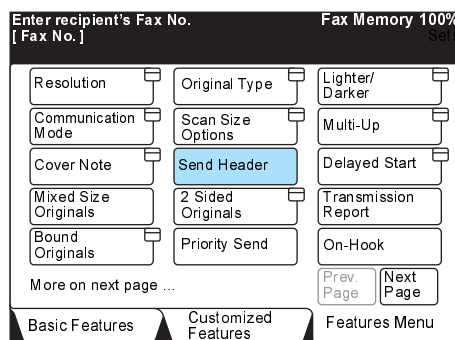 Enter recipient's Fax No. Fax Memory 100%
[ Fax No. ] Set
Resolution Original Type Lighter/
Darker
Communication
Mode Scan Size
Options Multi-Up
Cover Note Send Header Delayed Start
Mixed Size
Originals 2 Sided
Originals Transmission
Report
Bound
Originals Priority Send On-Hook
More on next page ... Prev.
Page Next
Page
Basic Features Customized
Features Features Menu